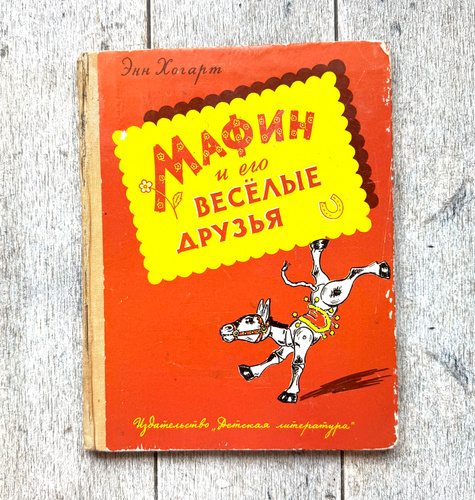 Энн Хогарт
МАФИН
и его
ВЕСЁЛЫЕ
ДРУЗЬЯ
Издательство „Детская литература"